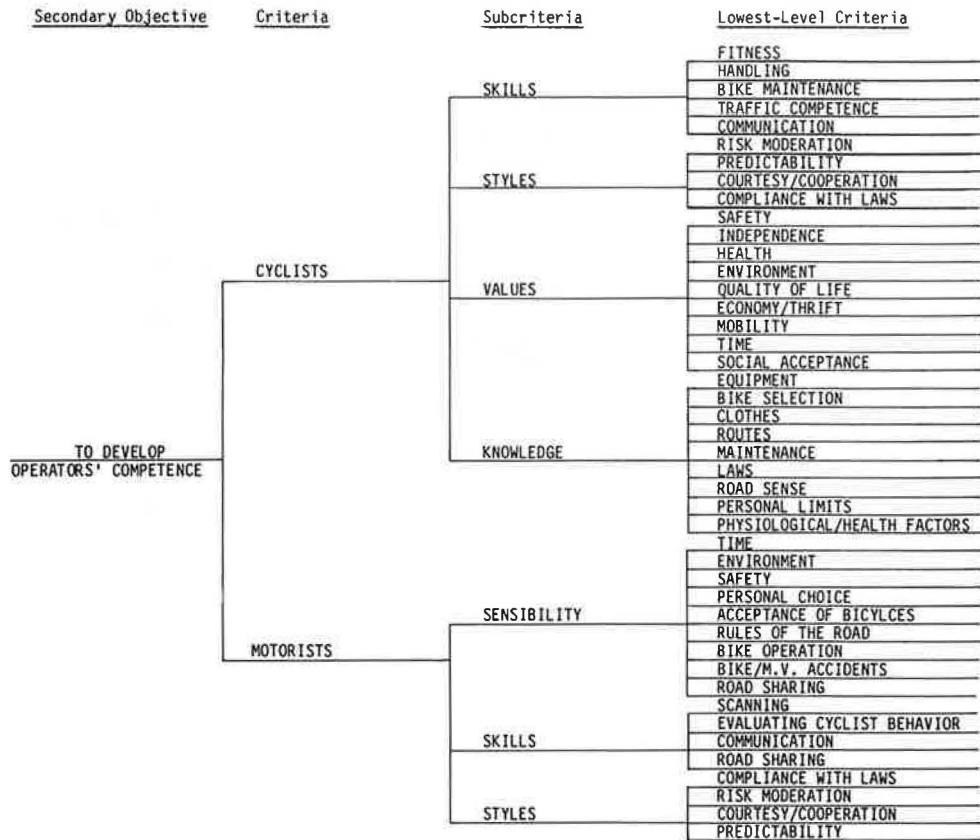 Secondary Objective Criteria Subcriteria Lowest-Level Criteria
FITNESS
HANDLING
SKILLS BIKE MAINTENANCE
TRAFFIC COMPETENCE
COMMUNICATION
RISK MODERATION
PREDICTABILITY
STYLES COURTESY/COOPERATION
COMPLIANCE WITH LAWS
SAFETY
INDEPENDENCE
HEALTH
CYCLISTS ENVIRONMENT
VALUES QUALITY OF LIFE
ECONOMY/THRIFT
MOBILITY
TIME
SOCIAL ACCEPTANCE
EQUIPMENT
BIKE SELECTION
CLOTHES
ROUTES
TO DEVELOP KNOWLEDGE MAINTENANCE
OPERATORS' COMPETENCE LAWS
ROAD SENSE
PERSONAL LIMITS
PHYSIOLOGICAL/HEALTH FACTORS
TIME
ENVIRONMENT
SAFETY
PERSONAL CHOICE
SENSIBILITY ACCEPTANCE OF BICYLCES
RULES OF THE ROAD
MOTORISTS BIKE OPERATION
BIKE/M.V. ACCIDENTS
ROAD SHARING
SCANNING
EVALUATING CYCLIST BEHAVIOR
SKILLS COMMUNICATION
ROAD SHARING
COMPLIANCE WITH LAWS
RISK MODERATION
STYLES COURTESY/COOPERATION
PREDICTABILITY